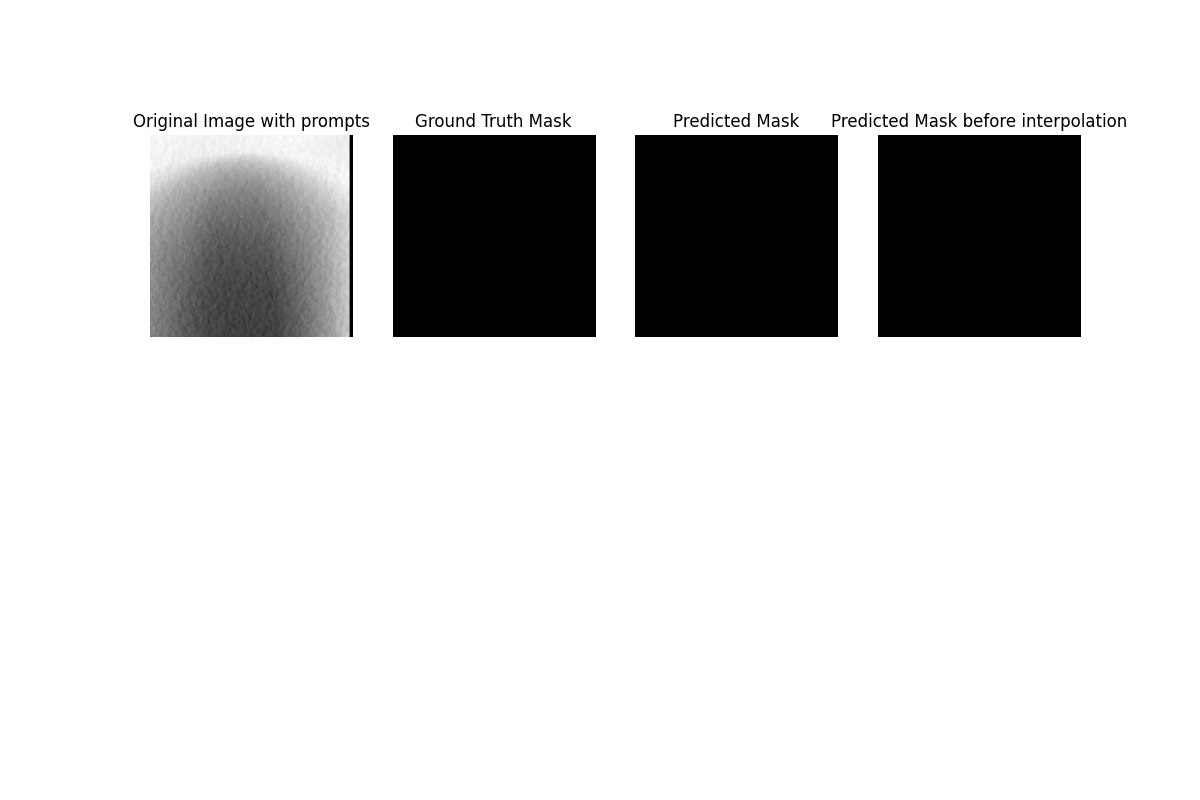 Original Image with prompts
Ground Truth Mask
Predicted Mask
Predicted Mask before interpolation